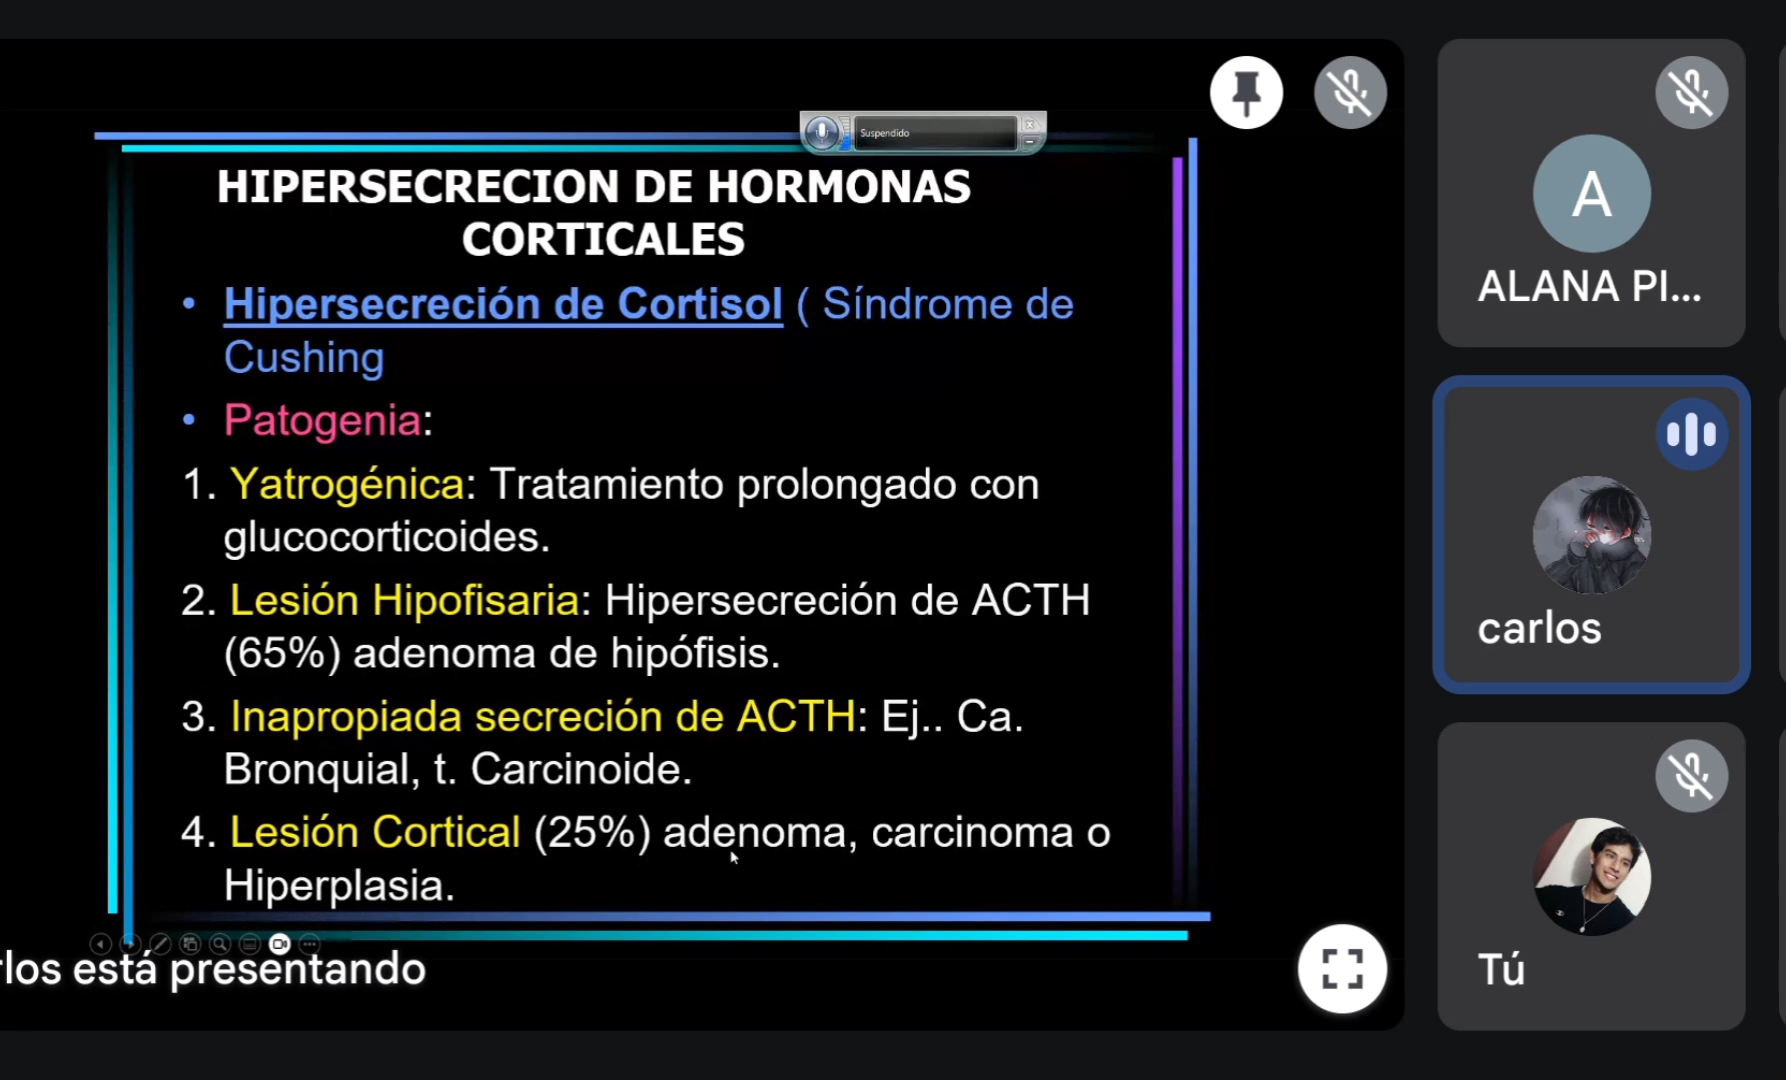 Suspendido
HIPERSECRECION DE HORMONAS
CORTICALES
• Hipersecreción de Cortisol ( Síndrome de
Cushing
• Patogenia:
1. Yatrogénica: Tratamiento prolongado con
glucocorticoides.
2. Lesión Hipofisaria: Hipersecreción de ACTH
(65%) adenoma de hipófisis.
3. Inapropiada secreción de ACTH: Ej.. Ca.
Bronquial, t. Carcinoide.
4. Lesión Cortical (25%) adenoma, carcinoma o
Hiperplasia.
rlos está presentando
A
ALANA PI...
carlos
Tú